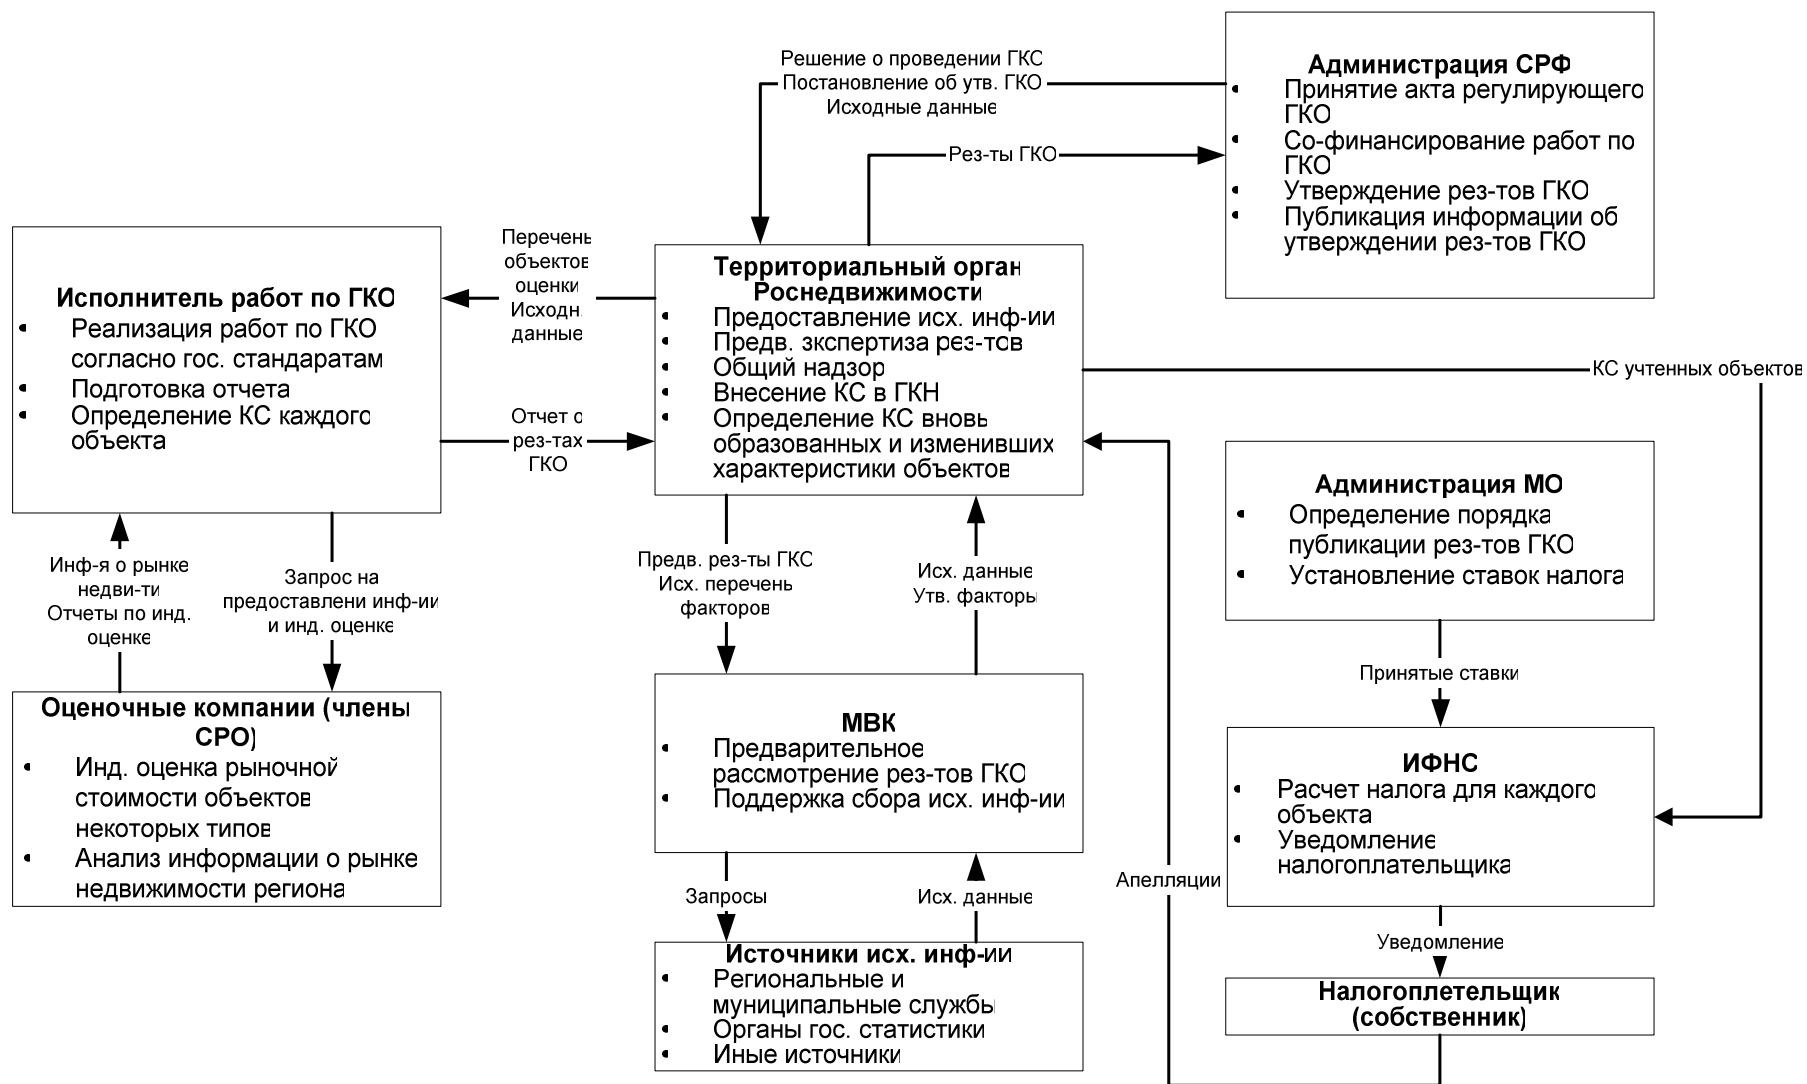 Решение о проведении ГКО
Постановление об утв. ГКО
Исходные данные
Рез-ты ГКО
Администрация СРФ
• Принятие акта регулирующего
ГКО
• Со-финансирование работ по
ГКО
• Утверждение рез-тов ГКО
• Публикация информации об
утверждении рез-тов ГКО
Исполнитель работ по ГКО
• Реализация работ по ГКО
согласно гос. стандаратам
• Подготовка отчета
• Определение КС каждого
объекта
Перечень
объектов
оценки
Исходн.
данные
Отчет о
рез-тах
ГКО
Территориальный орган
Роснедвижимости
• Предоставление исх. инф-ии
• Предв. зкспертиза рез-тов
• Общий надзор
• Внесение КС в ГКН
• Определение КС вновь
образованных и изменивших
характеристики объектов
КС учтенных объектов
Администрация МО
• Определение порядка
публикации рез-тов ГКО
• Установление ставок налога
Инф-я о рынке
недви-ти
Отчеты по инд.
оценке
Запрос на
предоставлени инф-ии
и инд. оценке
Предв. рез-ты ГКО
Исх. перечень
факторов
Исх. данные
Утв. факторы
Принятые ставки
Оценочные компании (члены
СРО)
• Инд. оценка рыночной
стоимости объектов
некоторых типов
• Анализ информации о рынке
недвижимости региона
МВК
• Предварительное
рассмотрение рез-тов ГКО
• Поддержка сбора исх. инф-ии
ИФНС
• Расчет налога для каждого
объекта
• Уведомление
налогоплательщика
Апелляции
Запросы
Исх. данные
Уведомление
Источники исх. инф-ии
• Региональные и
муниципальные службы
• Органы гос. статистики
• Иные источники
Налогоплетельщик
(собственник)